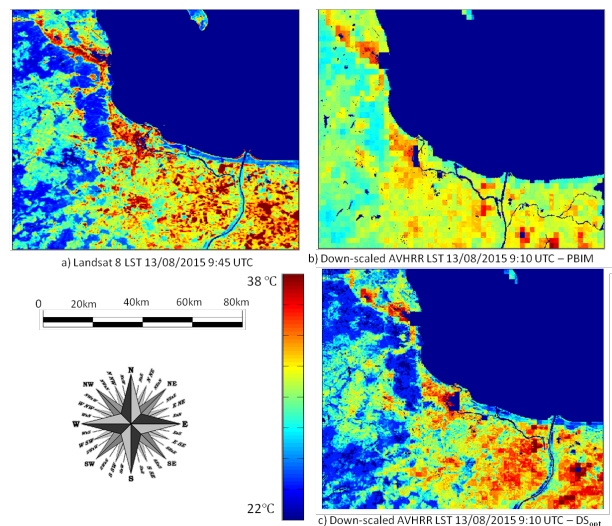 a) Landsat 8 LST 13/08/2015 9:45 UTC
b) Down-scaled AVHRR LST 13/08/2015 9:10 UTC – PBIM
38 °C
0 20km 40km 60km 80km
N
NW NE
W E
SW SE
S
22°C
c) Down-scaled AVHRR LST 13/08/2015 9:10 UTC – DSopt